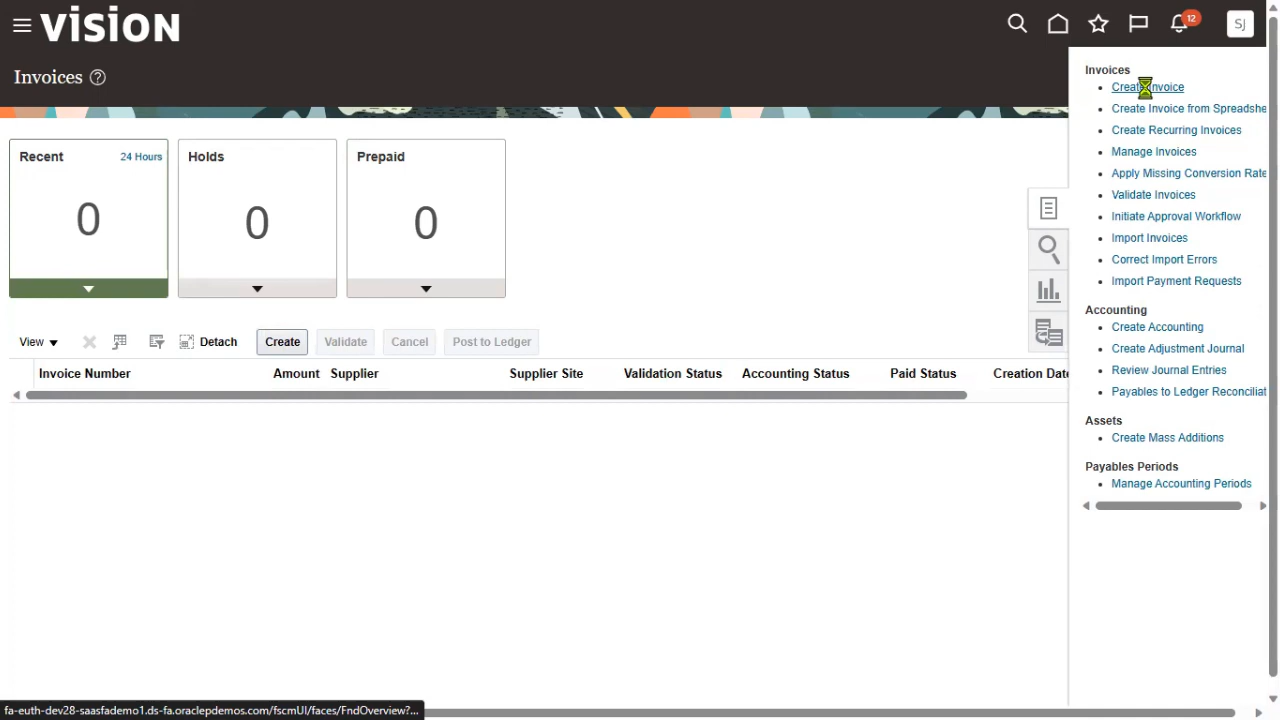 vision
12
SJ
Invoices
Recent
24 Hours
0
Holds
0
Prepaid
0
View
Detach
Create
Validate
Cancel
Post to Ledger
Invoice Number
Amount
Supplier
Supplier Site
Validation Status
Accounting Status
Paid Status
Creation Date
Invoices
Create Invoice
Create Invoice from Spreadshe
Create Recurring Invoices
Manage Invoices
Apply Missing Conversion Rate
Validate Invoices
Initiate Approval Workflow
Import Invoices
Correct Import Errors
Import Payment Requests
Accounting
Create Accounting
Create Adjustment Journal
Review Journal Entries
Payables to Ledger Reconciliat
Assets
Create Mass Additions
Payables Periods
Manage Accounting Periods
fa-euth-dev28-saasfademo1.ds-fa.oraclepdemos.com/fscmUI/faces/FndOverview?...